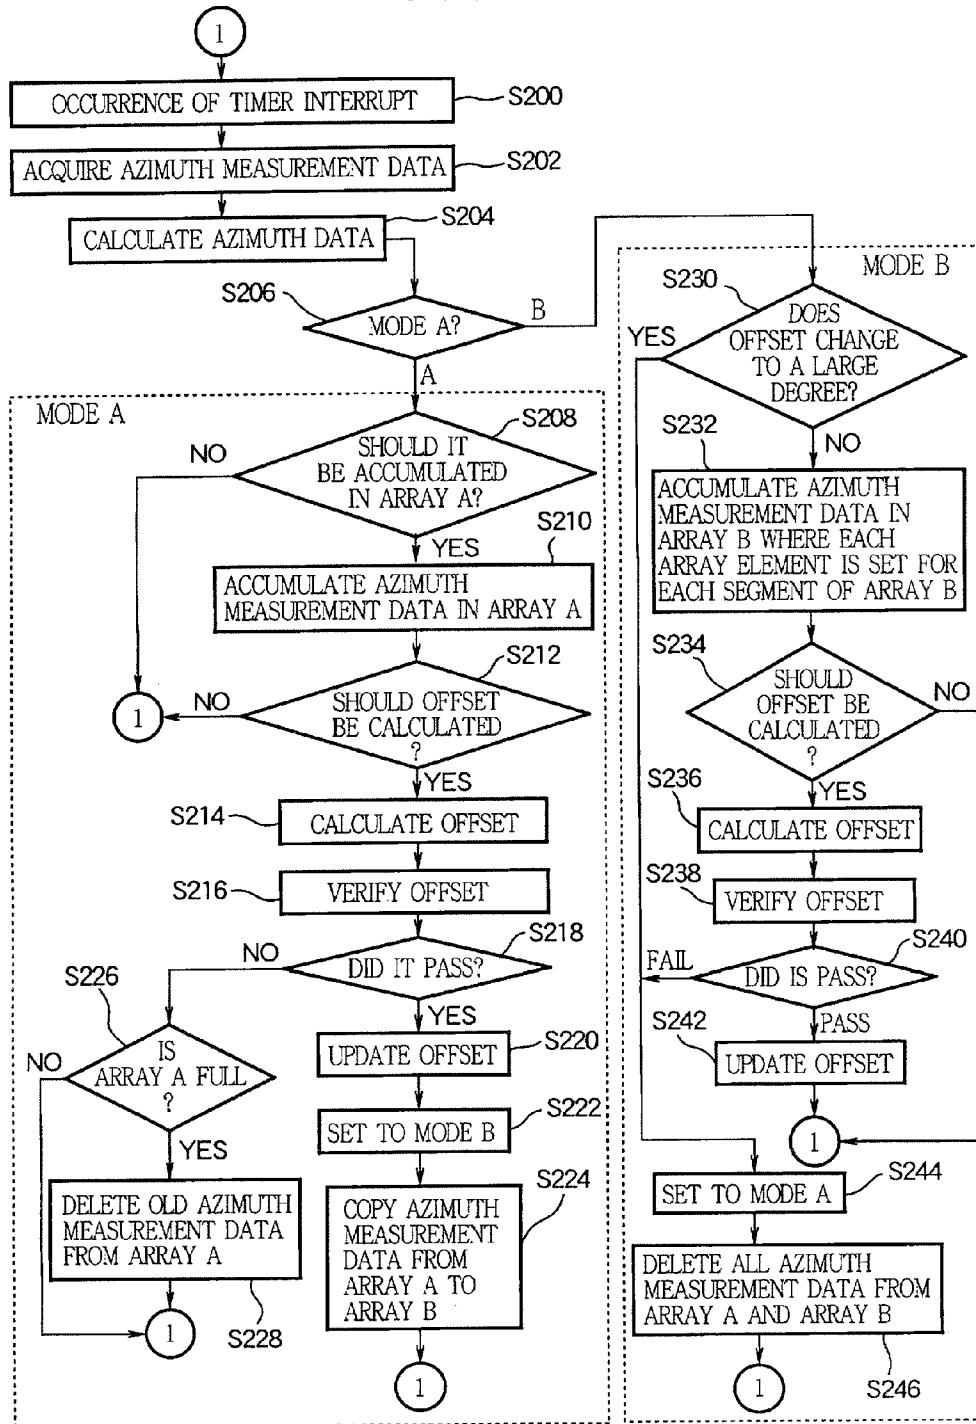 1
OCCURRENCE OF TIMER INTERRUPT
S200
ACQUIRE AZIMUTH MEASUREMENT DATA
S202
CALCULATE AZIMUTH DATA
S204
S206
MODE A?
B
A
MODE A
S208
NO
SHOULD IT
BE ACCUMULATED
IN ARRAY A?
YES
S210
ACCUMULATE AZIMUTH
MEASUREMENT DATA IN ARRAY A
S212
1
NO
SHOULD OFFSET
BE CALCULATED
?
YES
S214
CALCULATE OFFSET
S216
VERIFY OFFSET
S218
NO
DID IT PASS?
YES
S226
NO
IS
ARRAY A FULL
?
YES
UPDATE OFFSET
S220
SET TO MODE B
S222
DELETE OLD AZIMUTH
MEASUREMENT DATA
FROM ARRAY A
S228
1
COPY AZIMUTH
MEASUREMENT
DATA FROM
ARRAY A TO
ARRAY B
S224
1
MODE B
S230
YES
DOES
OFFSET CHANGE
TO A LARGE
DEGREE?
NO
S232
ACCUMULATE AZIMUTH
MEASUREMENT DATA IN
ARRAY B WHERE EACH
ARRAY ELEMENT IS SET FOR
EACH SEGMENT OF ARRAY B
S234
SHOULD
OFFSET BE
CALCULATED
?
NO
YES
S236
CALCULATE OFFSET
S238
VERIFY OFFSET
S240
FAIL
DID IS PASS?
PASS
S242
UPDATE OFFSET
1
S244
SET TO MODE A
DELETE ALL AZIMUTH
MEASUREMENT DATA FROM
ARRAY A AND ARRAY B
S246
1